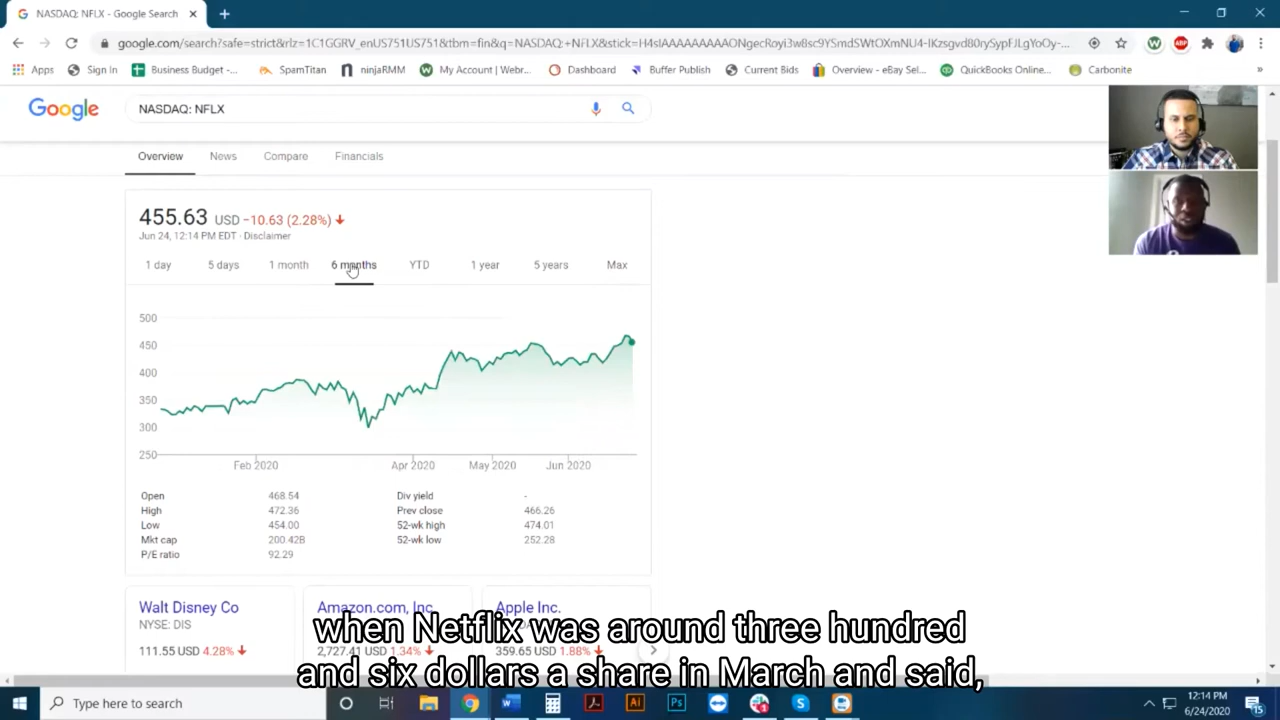 NASDAQ: NFLX - Google Search
google.com/search?safe=strict&rlz=1C1GGRV_enUS751US751&tbm=
Apps Sign In Business Budget -... SpamTitan ninjaRMM My Account | Webr... Dashboard Buffer Publish Current Bids Overview - eBay Sel... QuickBooks Online... Carbonite »
Google NASDAQ: NFLX
Overview News Compare Financials
455.63 USD −10.63 (2.28%)
Jun 24, 12:14 PM EDT · Disclaimer
1 day 5 days 1 month 6 months YTD 1 year 5 years Max
500
450
400
350
300
250
Feb 2020 Apr 2020 May 2020 Jun 2020
Open 468.54 Div yield -
High 472.36 Prev close 466.26
Low 454.00 52-wk high 474.01
Mkt cap 200.42B 52-wk low 252.28
P/E ratio 92.29
Walt Disney Co Amazon.com, Inc. Apple Inc.
NYSE: DIS
111.55 USD 4.28% 2,727.41 USD 1.34% 359.65 USD 1.88%
when Netflix was around three hundred
and six dollars a share in March and said,
Type here to search
12:14 PM
6/24/2020
15